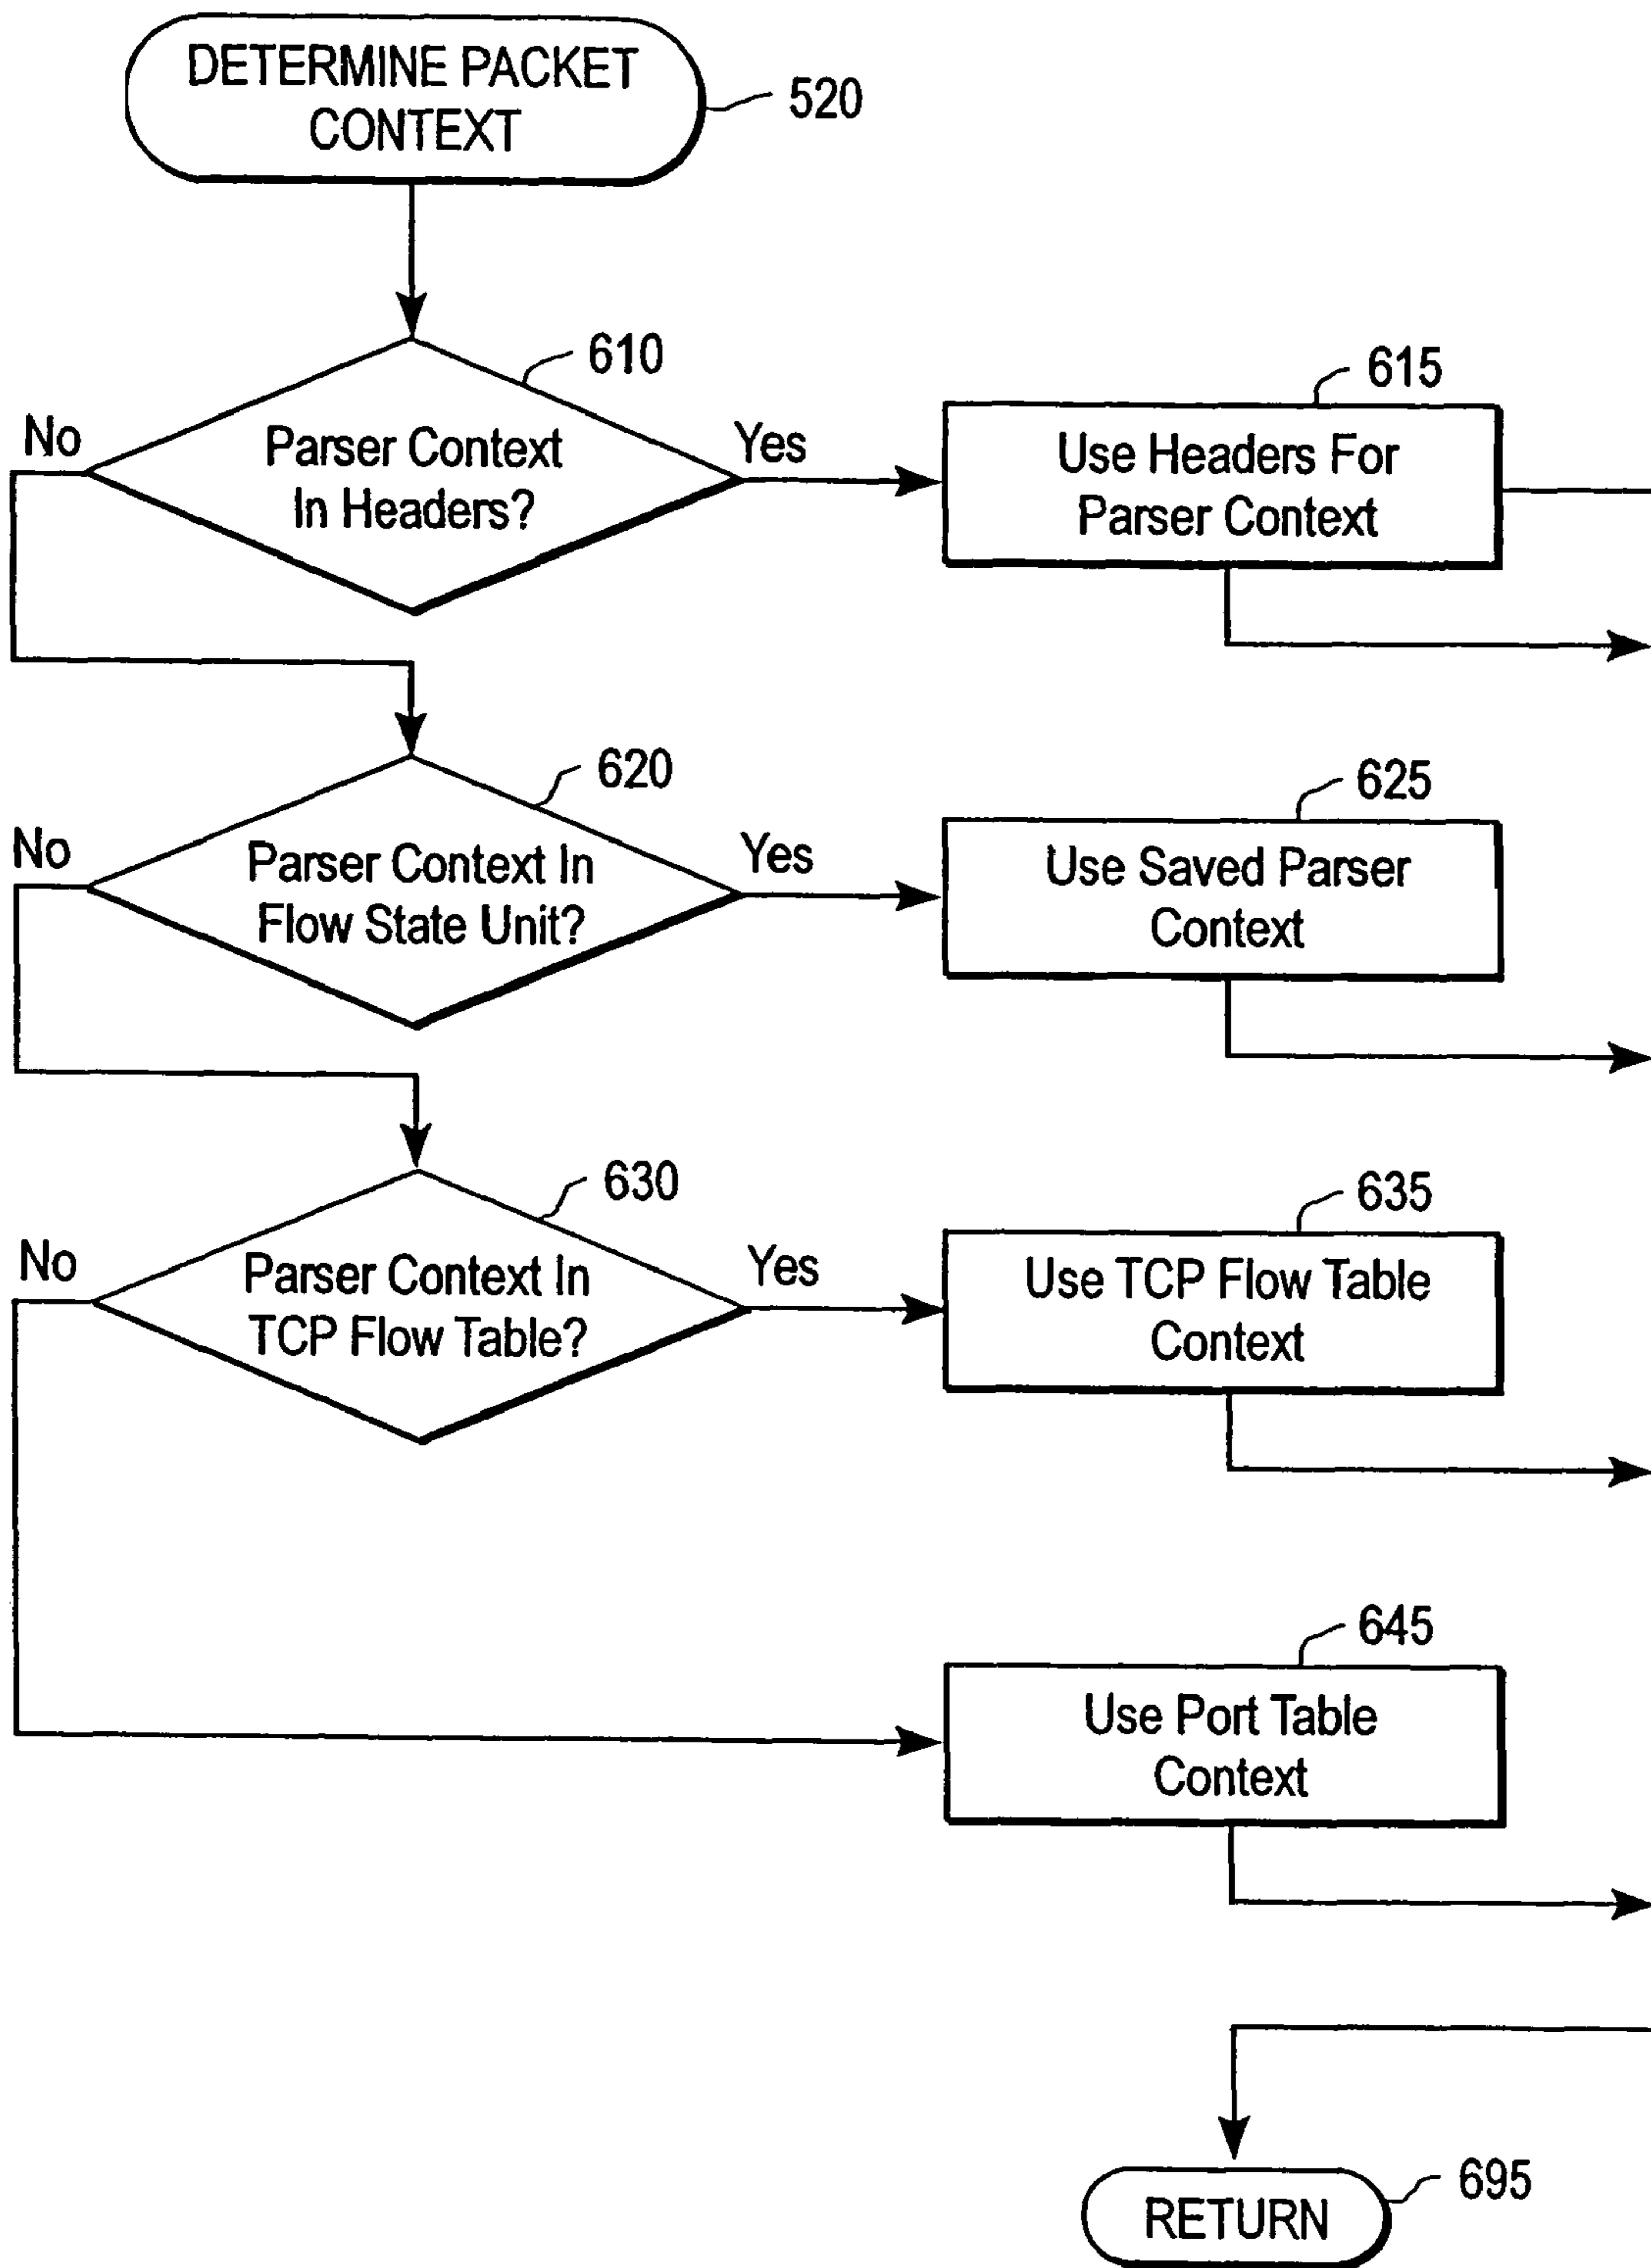 DETERMINE PACKET
CONTEXT
520
610
No
Parser Context
In Headers?
Yes
615
Use Headers For
Parser Context
620
No
Parser Context In
Flow State Unit?
Yes
625
Use Saved Parser
Context
630
No
Parser Context In
TCP Flow Table?
Yes
635
Use TCP Flow Table
Context
645
Use Port Table
Context
RETURN
695